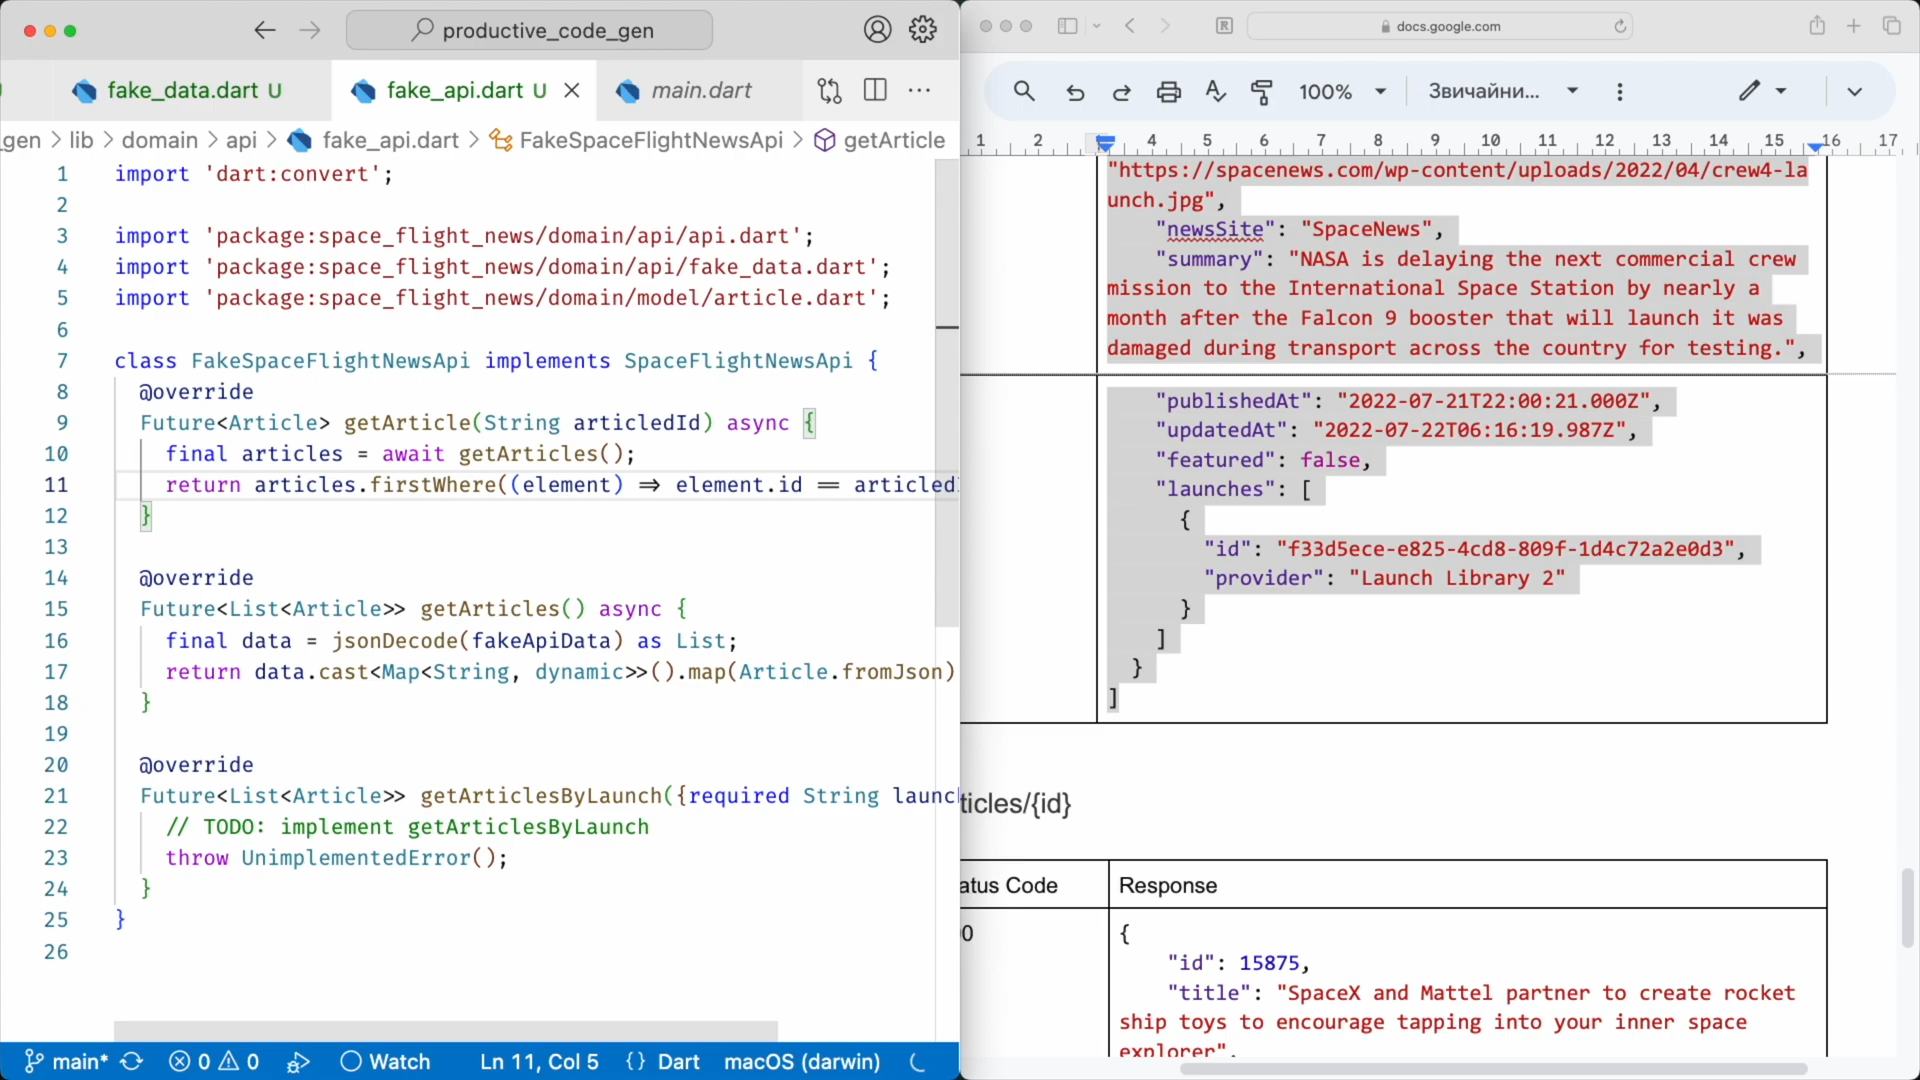 productive_code_gen
fake_data.dart U
fake_api.dart U
main.dart
gen > lib > domain > api > fake_api.dart > FakeSpaceFlightNewsApi > getArticle
1 import 'dart:convert';
2
3 import 'package:space_flight_news/domain/api/api.dart';
4 import 'package:space_flight_news/domain/api/fake_data.dart';
5 import 'package:space_flight_news/domain/model/article.dart';
6
7 class FakeSpaceFlightNewsApi implements SpaceFlightNewsApi {
8 @override
9 Future<Article> getArticle(String articledId) async {
10 final articles = await getArticles();
11 return articles.firstWhere((element) => element.id == articled
12 }
13
14 @override
15 Future<List<Article>> getArticles() async {
16 final data = jsonDecode(fakeApiData) as List;
17 return data.cast<Map<String, dynamic>>().map(Article.fromJson)
18 }
19
20 @override
21 Future<List<Article>> getArticlesByLaunch({required String launc
22 // TODO: implement getArticlesByLaunch
23 throw UnimplementedError();
24 }
25 }
26
main* 0 0 Watch Ln 11, Col 5 {} Dart macOS (darwin)
docs.google.com
100% Звичайни...
1 2 4 5 6 7 8 9 10 11 12 13 14 15 16 17
"https://spacenews.com/wp-content/uploads/2022/04/crew4-la
unch.jpg",
"newsSite": "SpaceNews",
"summary": "NASA is delaying the next commercial crew
mission to the International Space Station by nearly a
month after the Falcon 9 booster that will launch it was
damaged during transport across the country for testing.",
"publishedAt": "2022-07-21T22:00:21.000Z",
"updatedAt": "2022-07-22T06:16:19.987Z",
"featured": false,
"launches": [
{
"id": "f33d5ece-e825-4cd8-809f-1d4c72a2e0d3",
"provider": "Launch Library 2"
}
]
}
]
ticles/{id}
atus Code Response
0 {
"id": 15875,
"title": "SpaceX and Mattel partner to create rocket
ship toys to encourage tapping into your inner space
explorer",